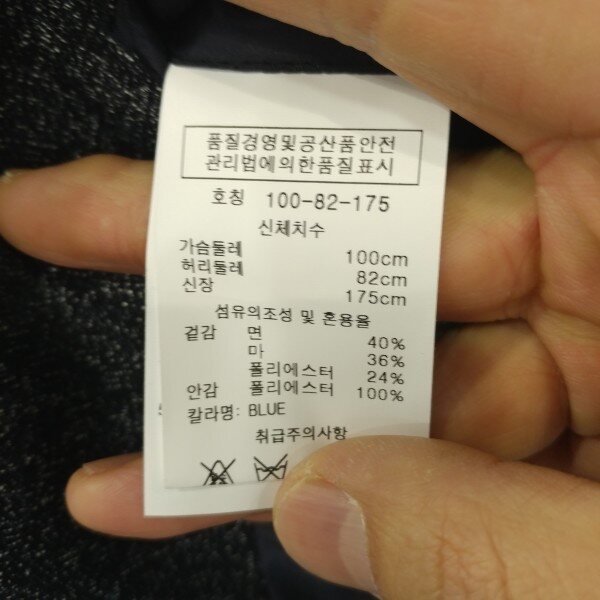 품질경영및공산품안전
관리법에의한품질표시
호칭 100-82-175
신체치수
가슴둘레 100cm
허리둘레 82cm
신장 175cm
섬유의조성 및 혼용율
겉감 면 40%
마 36%
폴리에스터 24%
안감 폴리에스터 100%
칼라명: BLUE
취급주의사항